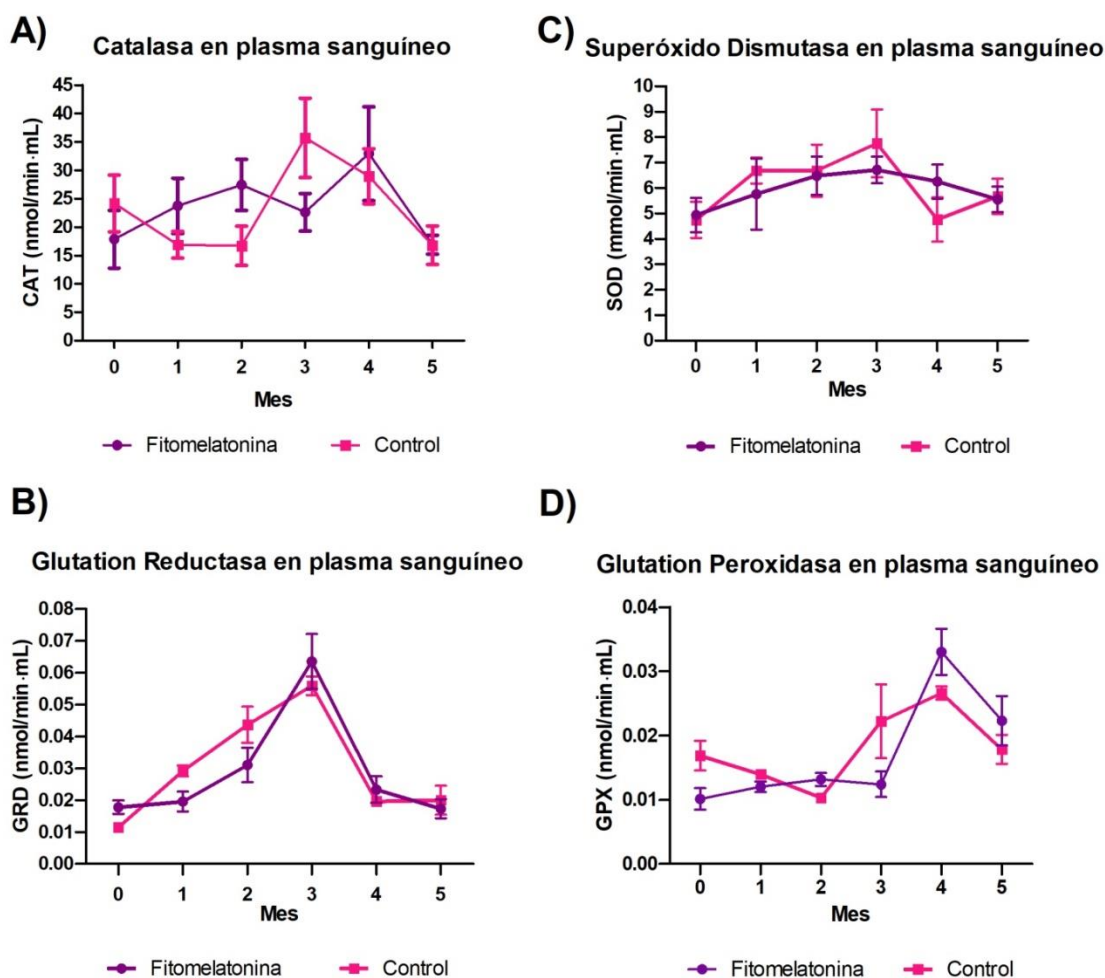 A)
Catalasa en plasma sanguíneo
CAT (nmol/min·mL)
45
40
35
30
25
20
15
10
5
0
0 1 2 3 4 5
Mes
Fitomelatonina Control
C)
Superóxido Dismutasa en plasma sanguíneo
SOD (mmol/min·mL)
10
9
8
7
6
5
4
3
2
1
0
0 1 2 3 4 5
Mes
Fitomelatonina Control
B)
Glutation Reductasa en plasma sanguíneo
GRD (nmol/min·mL)
0.08
0.07
0.06
0.05
0.04
0.03
0.02
0.01
0.00
0 1 2 3 4 5
Mes
Fitomelatonina Control
D)
Glutation Peroxidasa en plasma sanguíneo
GPX (nmol/min·mL)
0.04
0.03
0.02
0.01
0.00
0 1 2 3 4 5
Mes
Fitomelatonina Control